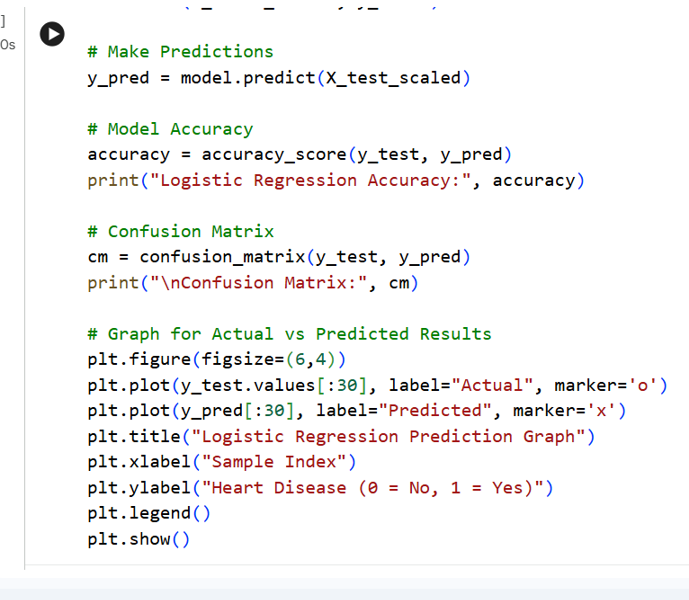 ]
0s
# Make Predictions
y_pred = model.predict(X_test_scaled)
# Model Accuracy
accuracy = accuracy_score(y_test, y_pred)
print("Logistic Regression Accuracy:", accuracy)
# Confusion Matrix
cm = confusion_matrix(y_test, y_pred)
print("\nConfusion Matrix:", cm)
# Graph for Actual vs Predicted Results
plt.figure(figsize=(6,4))
plt.plot(y_test.values[:30], label="Actual", marker='o')
plt.plot(y_pred[:30], label="Predicted", marker='x')
plt.title("Logistic Regression Prediction Graph")
plt.xlabel("Sample Index")
plt.ylabel("Heart Disease (0 = No, 1 = Yes)")
plt.legend()
plt.show()